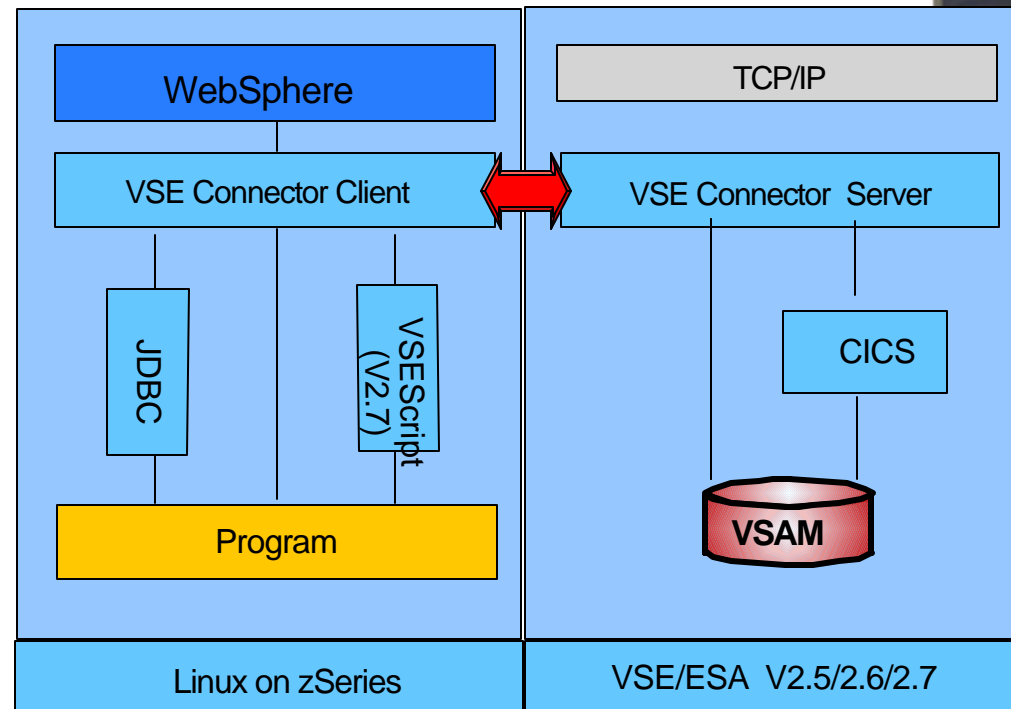 WebSphere
VSE Connector Client
JDBC
VSEScript
(V2.7)
Program
Linux on zSeries
TCP/IP
VSE Connector Server
CICS
VSAM
VSE/ESA V2.5/2.6/2.7